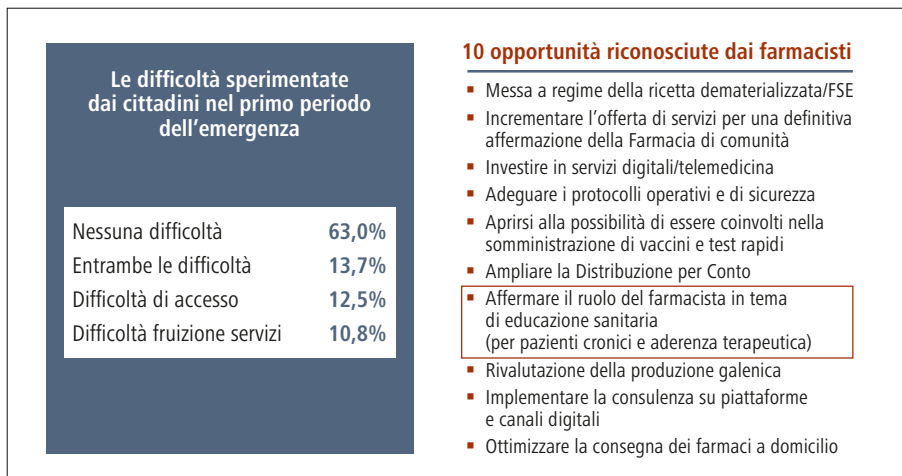 Le difficoltà sperimentate
dai cittadini nel primo periodo
dell'emergenza
Nessuna difficoltà 63,0%
Entrambe le difficoltà 13,7%
Difficoltà di accesso 12,5%
Difficoltà fruizione servizi 10,8%
10 opportunità riconosciute dai farmacisti
▪ Messa a regime della ricetta dematerializzata/FSE
▪ Incrementare l'offerta di servizi per una definitiva
affermazione della Farmacia di comunità
▪ Investire in servizi digitali/telemedicina
▪ Adeguare i protocolli operativi e di sicurezza
▪ Aprirsi alla possibilità di essere coinvolti nella
somministrazione di vaccini e test rapidi
▪ Ampliare la Distribuzione per Conto
▪ Affermare il ruolo del farmacista in tema
di educazione sanitaria
(per pazienti cronici e aderenza terapeutica)
▪ Rivalutazione della produzione galenica
▪ Implementare la consulenza su piattaforme
e canali digitali
▪ Ottimizzare la consegna dei farmaci a domicilio